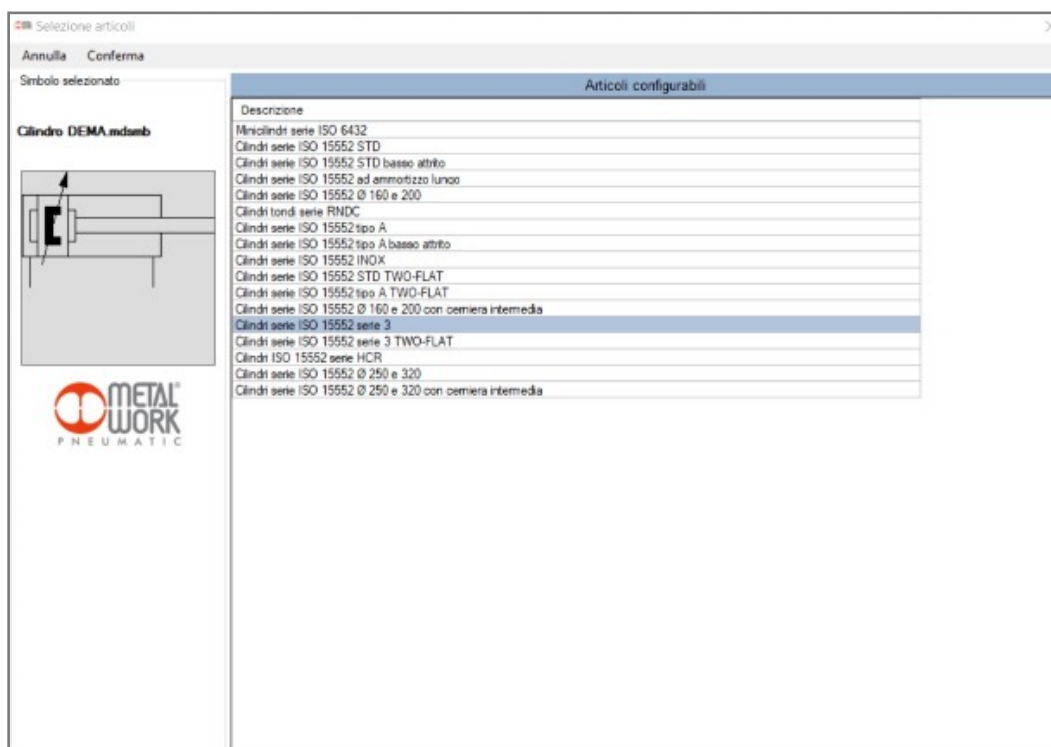 Selezione articoli
Annulla Conferma
Simbolo selezionato
Cilindro DEMA.mdsmb
METAL
WORK
PNEUMATIC
Articoli configurabili
Descrizione
Minicilindri serie ISO 6432
Cilindri serie ISO 15552 STD
Cilindri serie ISO 15552 STD basso attrito
Cilindri serie ISO 15552 ad ammortizzo lungo
Cilindri serie ISO 15552 Ø 160 e 200
Cilindri tondi serie RNDC
Cilindri serie ISO 15552 tipo A
Cilindri serie ISO 15552 tipo A basso attrito
Cilindri serie ISO 15552 INOX
Cilindri serie ISO 15552 STD TWO-FLAT
Cilindri serie ISO 15552 tipo A TWO-FLAT
Cilindri serie ISO 15552 Ø 160 e 200 con cerniera intermedia
Cilindri serie ISO 15552 serie 3
Cilindri serie ISO 15552 serie 3 TWO-FLAT
Cilindri ISO 15552 serie HCR
Cilindri serie ISO 15552 Ø 250 e 320
Cilindri serie ISO 15552 Ø 250 e 320 con cerniera intermedia